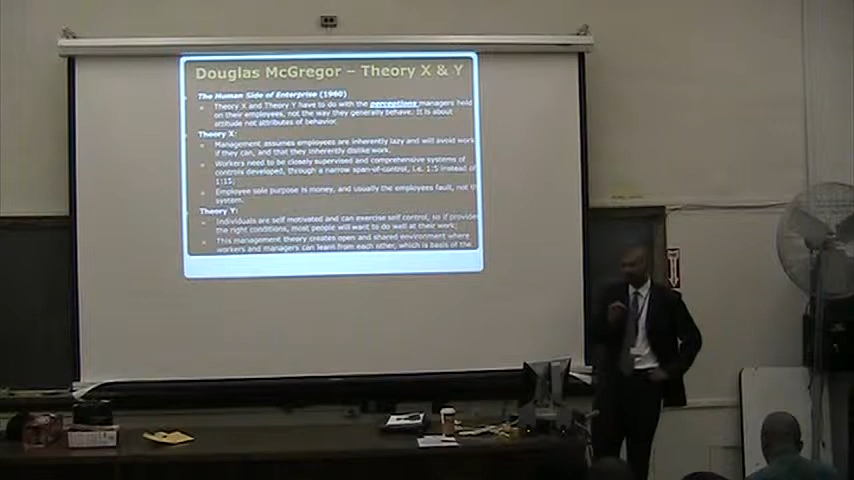 Douglas McGregor – Theory X & Y
The Human Side of Enterprise (1960)
Theory X and Theory Y have to do with the perceptions managers hold
on their employees, not the way they generally behave. It is about
attitude not attributes of behavior.
Theory X:
Management assumes employees are inherently lazy and will avoid work
if they can, and that they inherently dislike work.
Workers need to be closely supervised and comprehensive systems of
controls developed, through a narrow span-of-control, i.e. 1:5 instead of
1:15;
Employee sole purpose is money, and usually the employees fault, not th
system.
Theory Y:
Individuals are self motivated and can exercise self control, so if provided
the right conditions, most people will want to do well at their work;
This management theory creates open and shared environment where
workers and managers can learn from each other, which is basis of the